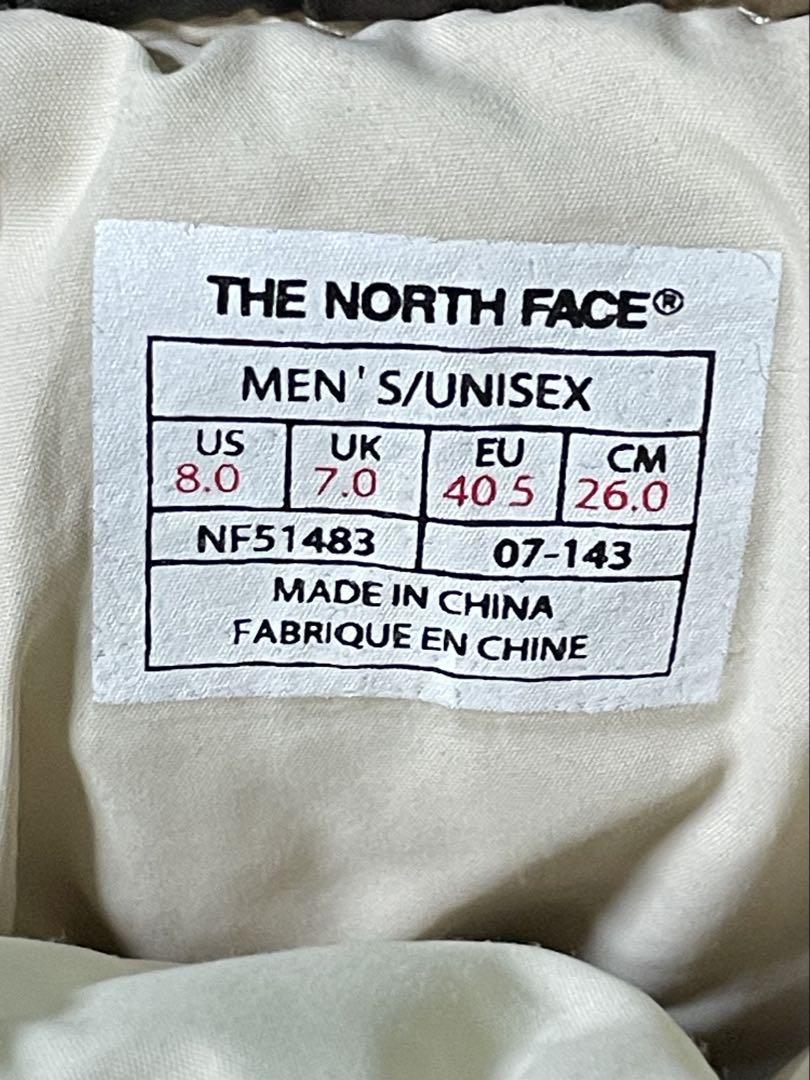 THE NORTH FACE®
MEN'S/UNISEX
US UK EU CM
8.0 7.0 40 5 26.0
NF51483 07-143
MADE IN CHINA
FABRIQUE EN CHINE